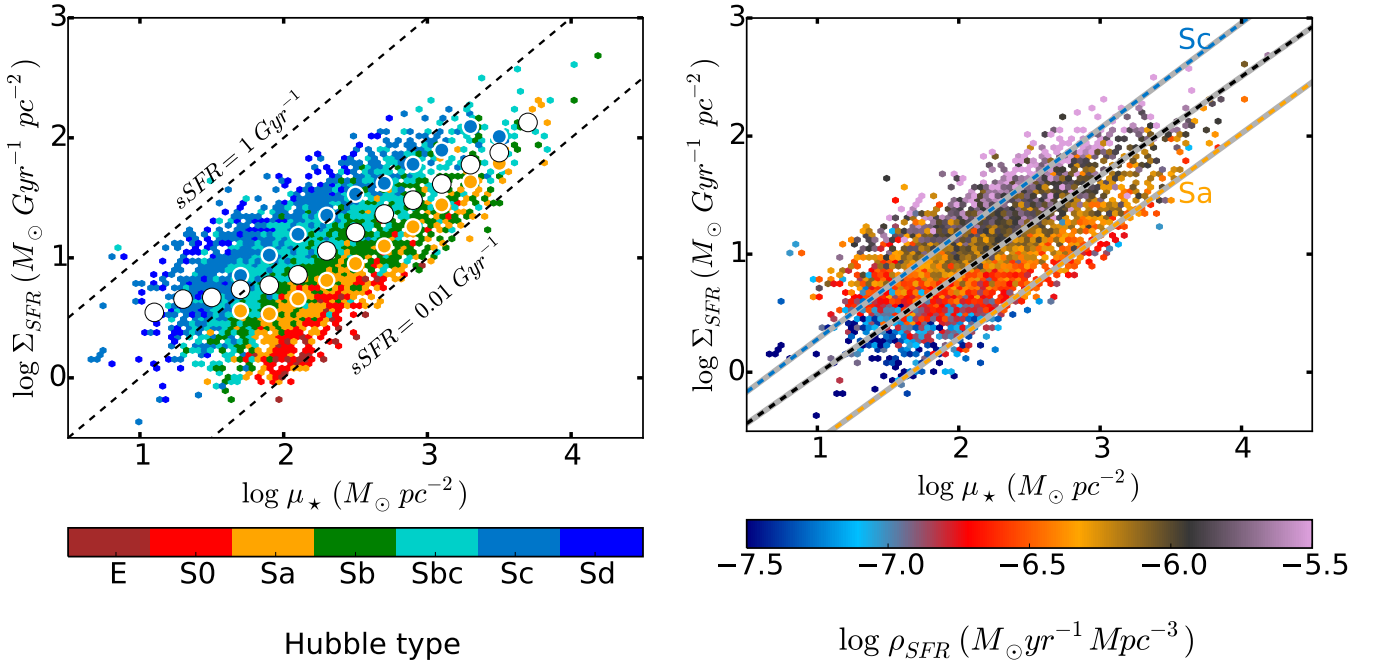 3
2
1
0
log Σ_SFR (M_⊙ Gyr⁻¹ pc⁻²)
sSFR = 1 Gyr⁻¹
sSFR = 0.01 Gyr⁻¹
1 2 3 4
log μ⋆ (M_⊙ pc⁻²)
E S0 Sa Sb Sbc Sc Sd
Hubble type
3
2
1
0
log Σ_SFR (M_⊙ Gyr⁻¹ pc⁻²)
Sc
Sa
1 2 3 4
log μ⋆ (M_⊙ pc⁻²)
−7.5 −7.0 −6.5 −6.0 −5.5
log ρ_SFR (M_⊙yr⁻¹ Mpc⁻³)